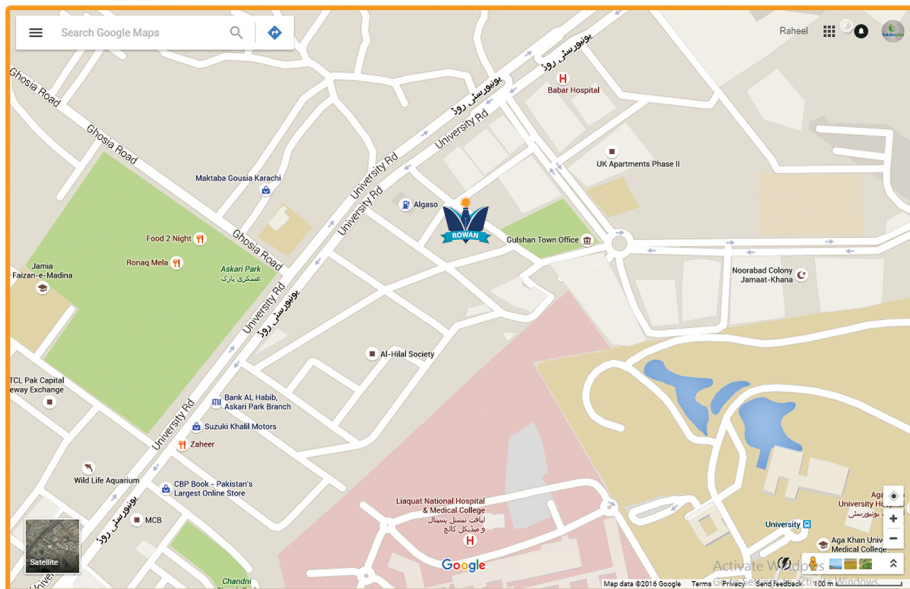 Search Google Maps
Raheel
Ghosia Road
Ghosia Road
Ghosia Road
یونیورسٹی روڈ
یونیورسٹی روڈ
University Rd
University Rd
University Rd
Babar Hospital
UK Apartments Phase II
Maktaba Gousia Karachi
Algaso
ROWAN
Gulshan Town Office
Food 2 Night
Ronaq Mela
Askari Park
عسکری پارک
Jamia
Faizan-e-Madina
Noorabad Colony
Jamaat-Khana
University Rd
یونیورسٹی روڈ
Al-Hilal Society
TCL Pak Capital
eway Exchange
ATM
Bank AL Habib,
Askari Park Branch
Suzuki Khalil Motors
University Rd
Zaheer
Wild Life Aquarium
CBP Book - Pakistan's
Largest Online Store
یونیورسٹی روڈ
MCB
Liaquat National Hospital
& Medical College
لیاقت نیشنل ہسپتال
و میڈیکل کالج
H
H
Aga
University Hosp
یونیورسٹی
University
Aga Khan Univ
Medical College
Satellite
Chandni
Google
Map data ©2016 Google
Terms
Privacy
Send feedback
100 m
Activate Windows